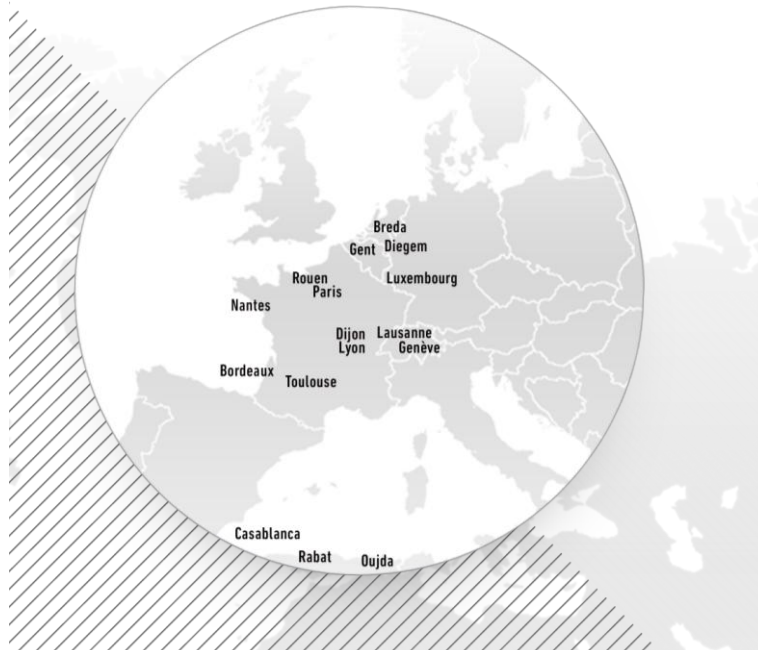 Breda
Gent
Diegem
Rouen
Luxembourg
Paris
Nantes
Dijon
Lausanne
Lyon
Genève
Bordeaux
Toulouse
Casablanca
Rabat
Oujda